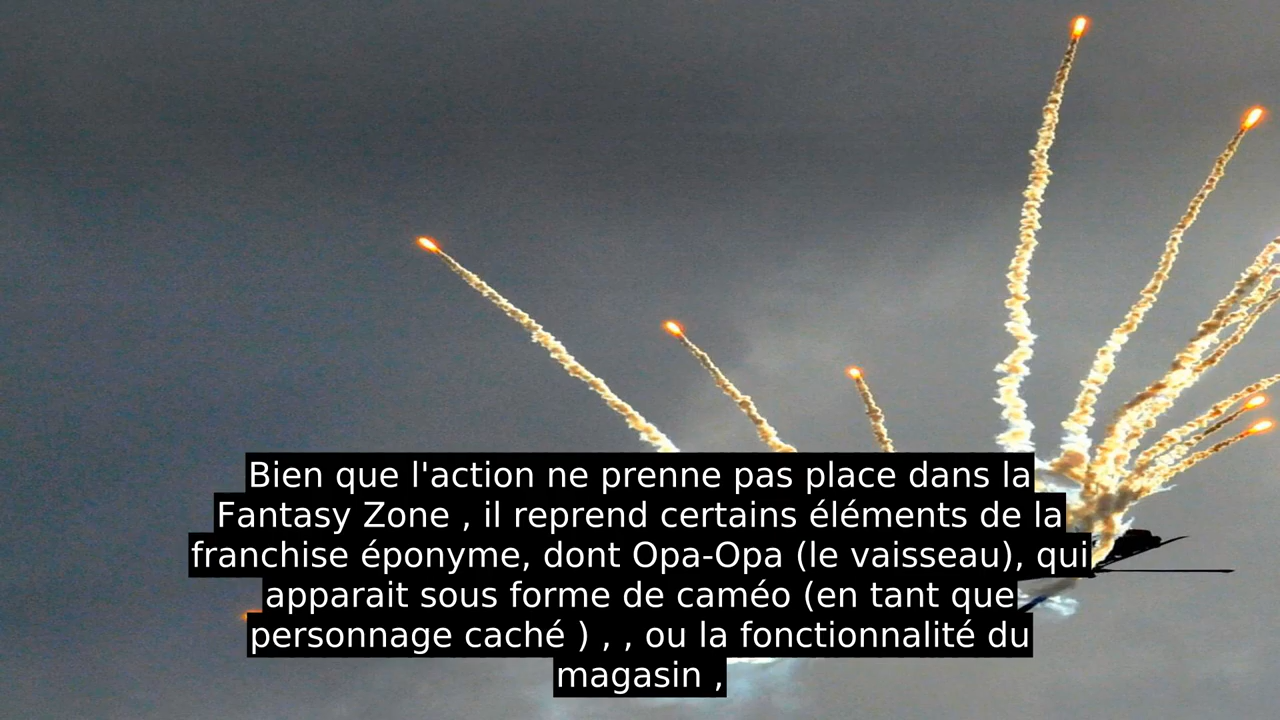 Bien que l'action ne prenne pas place dans la
Fantasy Zone , il reprend certains éléments de la
franchise éponyme, dont Opa-Opa (le vaisseau), qui
apparait sous forme de caméo (en tant que
personnage caché ) , , ou la fonctionnalité du
magasin ,